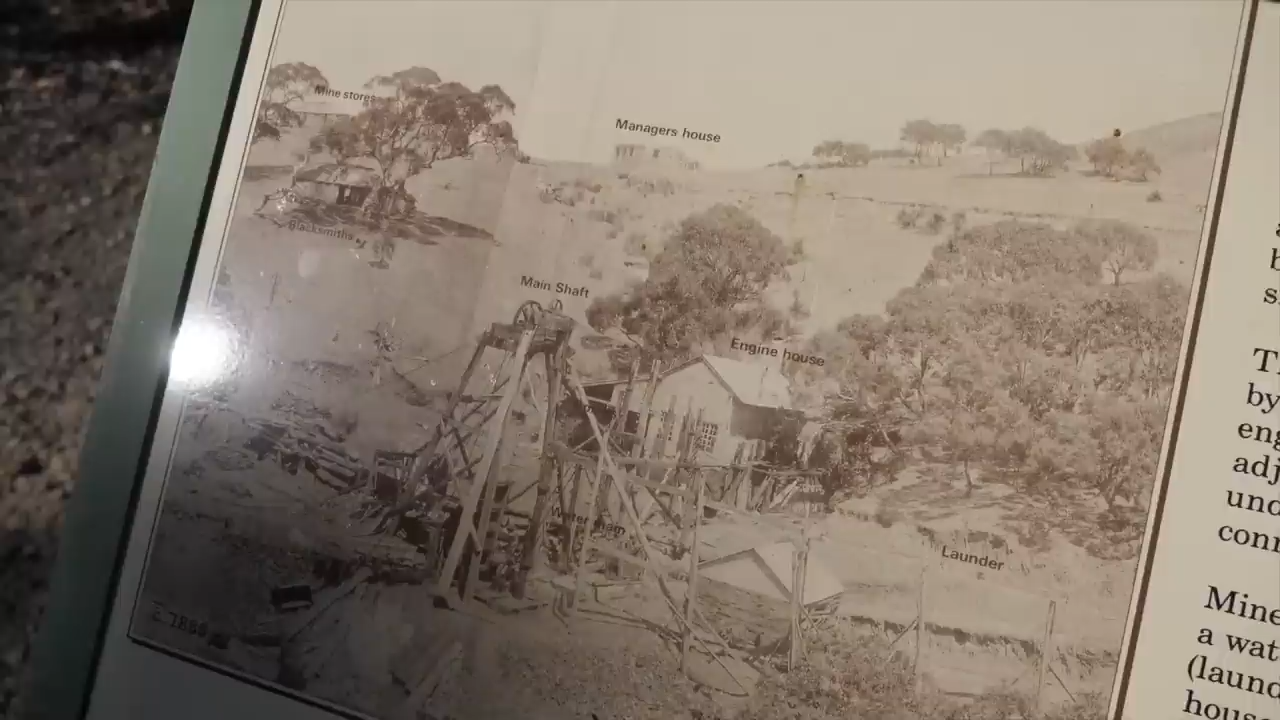 Mine stores
Managers house
Blacksmiths
Main Shaft
Engine house
Launder
c. 1888
T
by
eng
adj
und
conn
Mine
a wat
(laund
hous